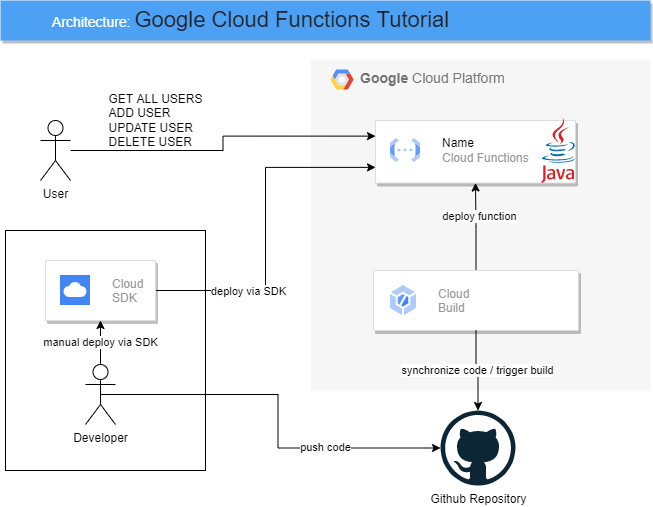 Architecture: Google Cloud Functions Tutorial
Google Cloud Platform
GET ALL USERS
ADD USER
UPDATE USER
DELETE USER
User
Name
Cloud Functions
Java
deploy function
Cloud
SDK
deploy via SDK
Cloud
Build
manual deploy via SDK
synchronize code / trigger build
Developer
push code
Github Repository